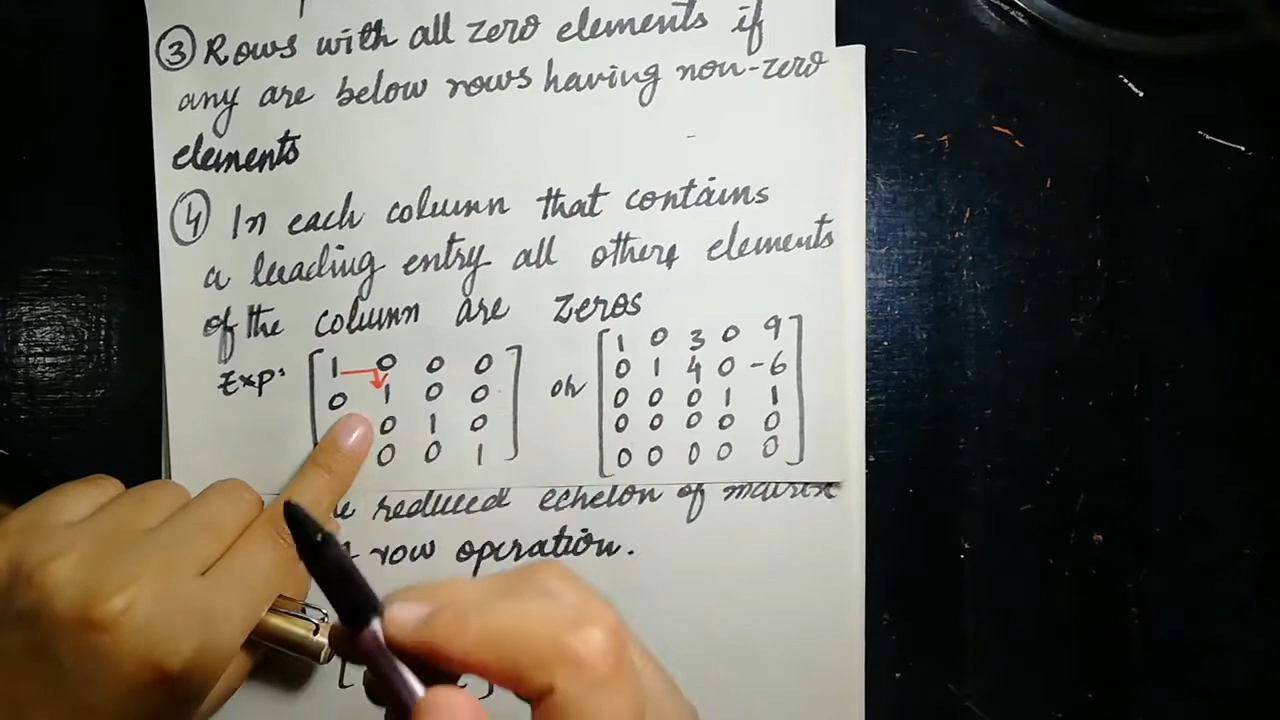 ③ Rows with all zero elements if
any are below rows having non-zero
elements
④ In each column that contains
a leading entry all other elements
of the column are zeros
Exp: [1 0 0 0] or [1 0 3 0 9]
[0 1 0 0] [0 1 4 0 -6]
0 1 0] [0 0 0 1 1]
0 0 1] [0 0 0 0 0]
[0 0 0 0 0]
reduced echelon of matrix
row operation.